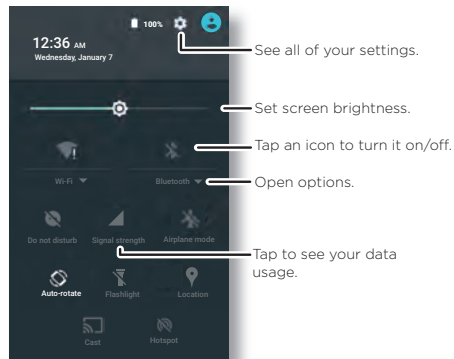 100%
12:36 AM
Wednesday, January 7
See all of your settings.
Set screen brightness.
Tap an icon to turn it on/off.
Wi-Fi
Bluetooth
Open options.
Do not disturb
Signal strength
Airplane mode
Tap to see your data
usage.
Auto-rotate
Flashlight
Location
Cast
Hotspot